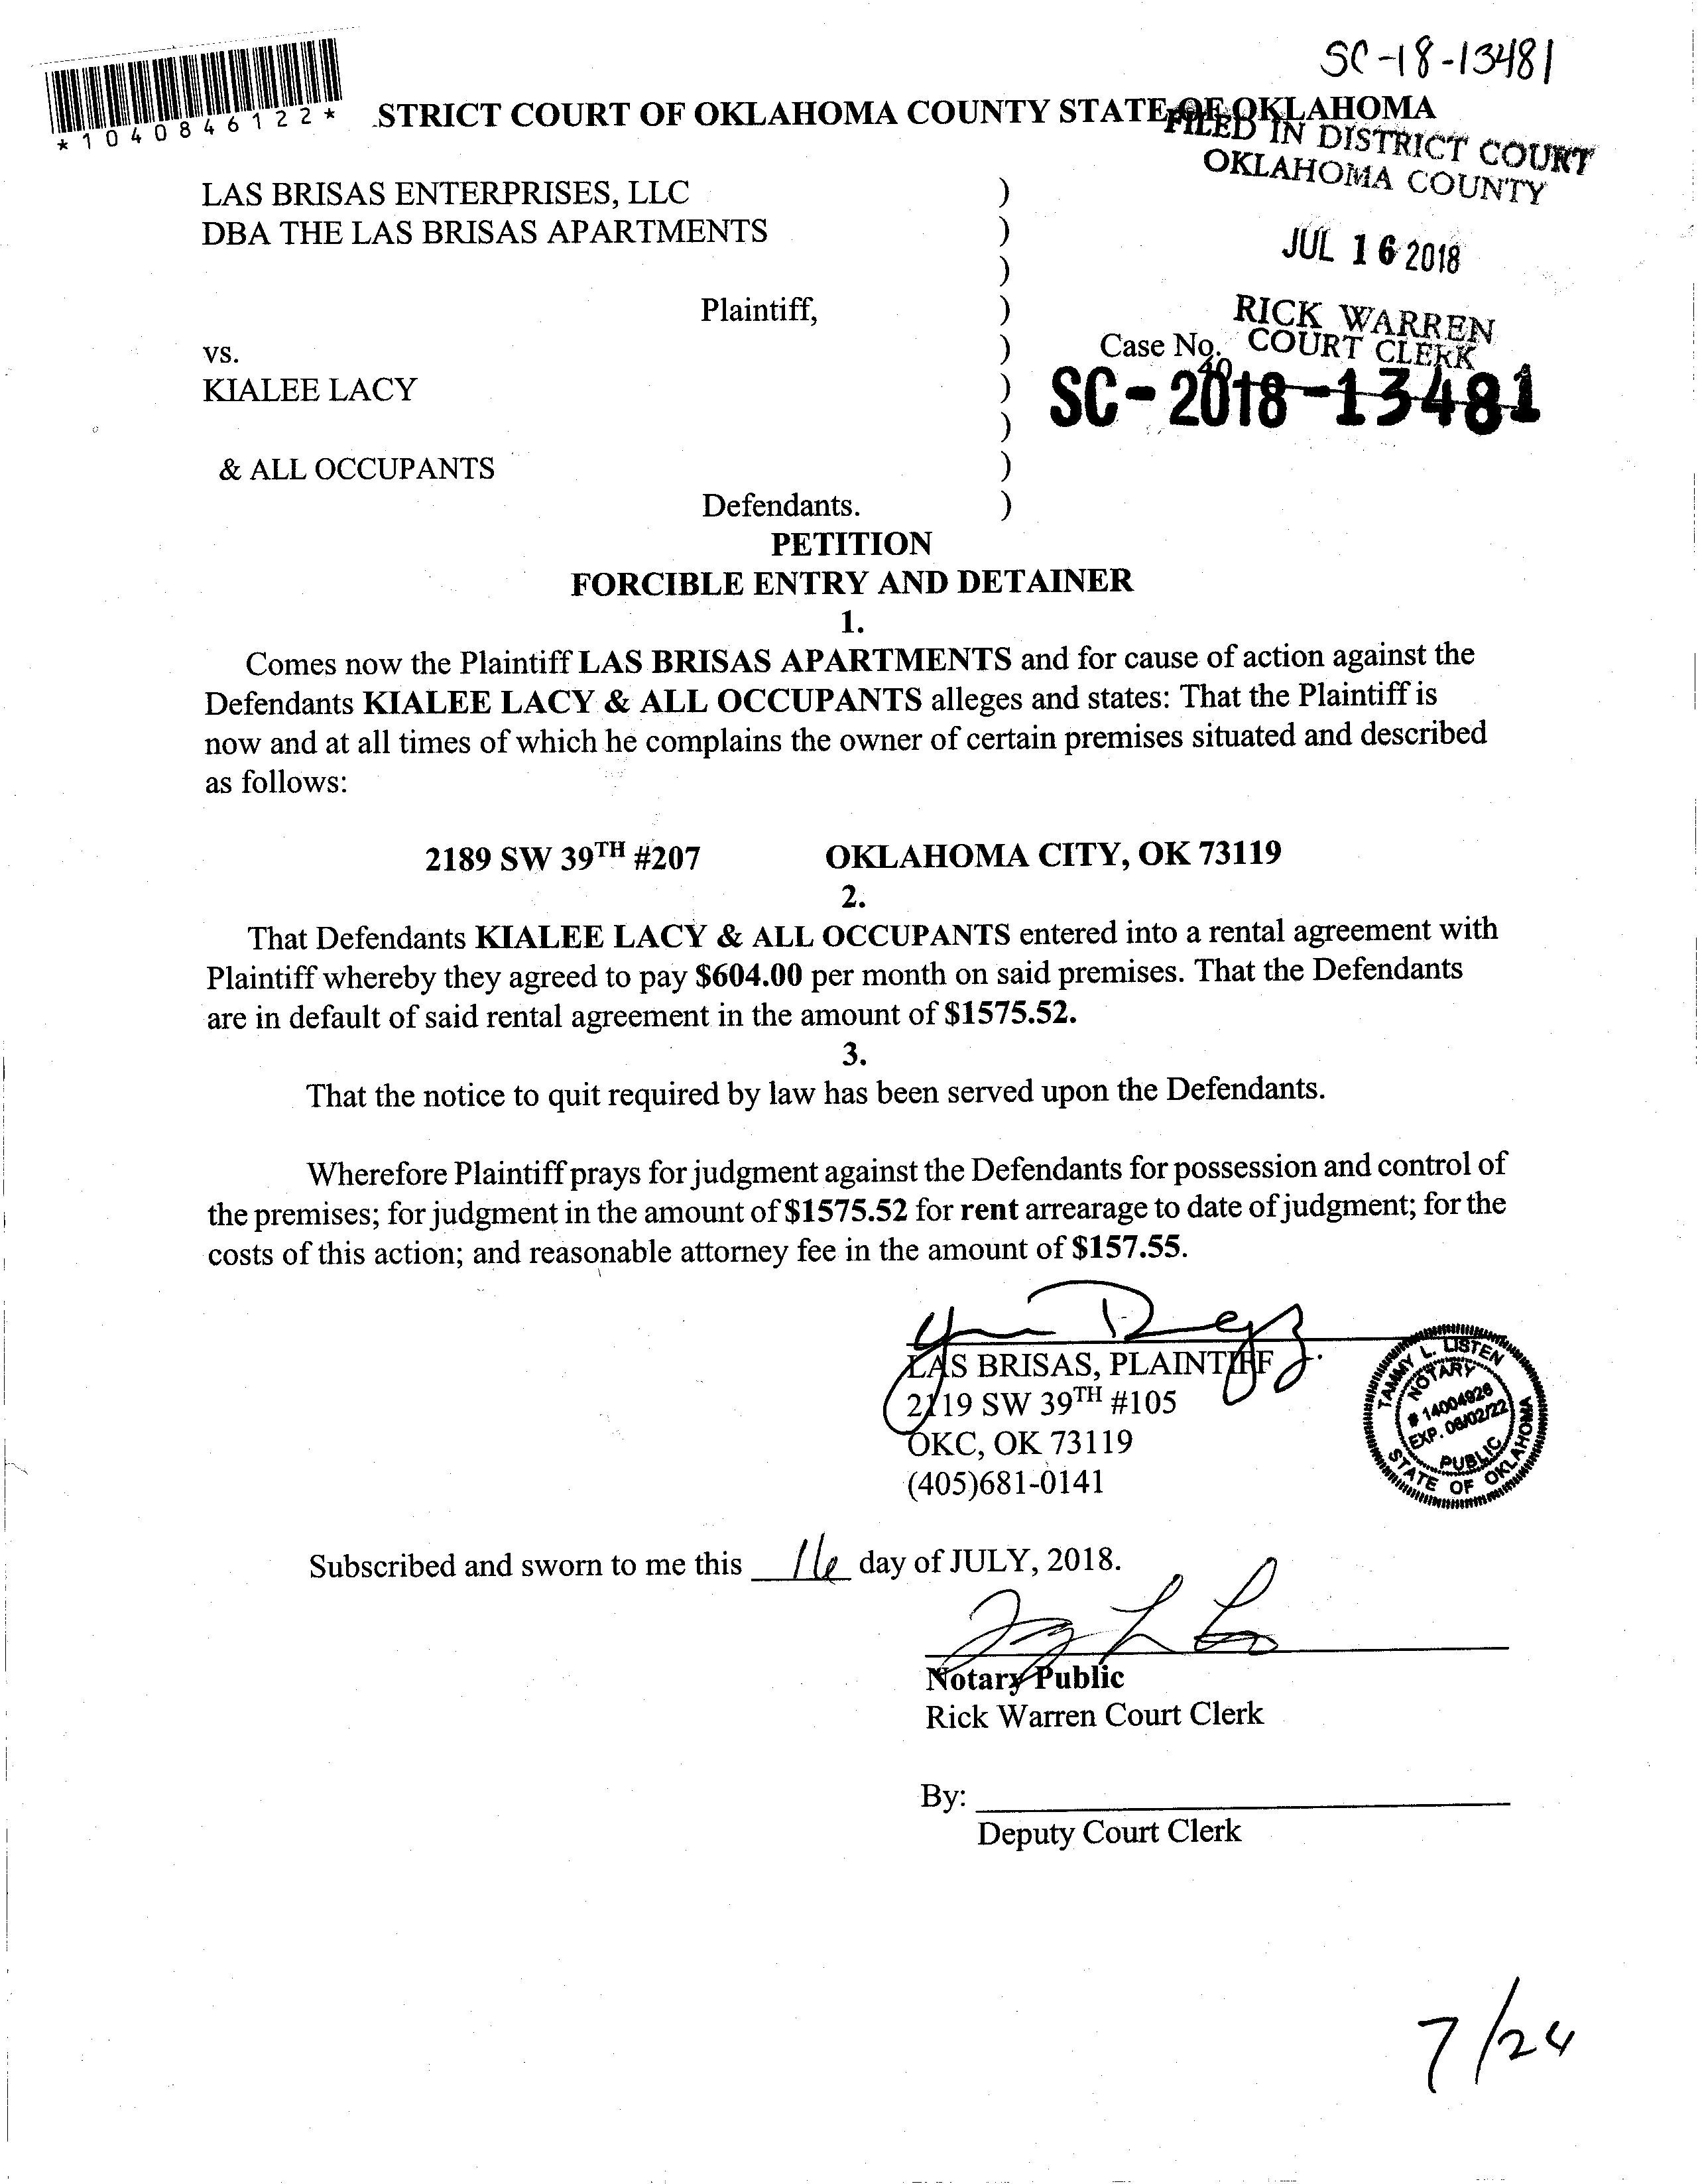 SC-18-13481
*1040846122*
STRICT COURT OF OKLAHOMA COUNTY STATE OF OKLAHOMA
FILED IN DISTRICT COURT
OKLAHOMA COUNTY
LAS BRISAS ENTERPRISES, LLC )
DBA THE LAS BRISAS APARTMENTS )
JUL 16 2018
)
Plaintiff, )
RICK WARREN
COURT CLERK
vs. ) Case No.
40
KIALEE LACY )
SC-2018-13481
)
& ALL OCCUPANTS )
Defendants. )
PETITION
FORCIBLE ENTRY AND DETAINER
1.
Comes now the Plaintiff LAS BRISAS APARTMENTS and for cause of action against the
Defendants KIALEE LACY & ALL OCCUPANTS alleges and states: That the Plaintiff is
now and at all times of which he complains the owner of certain premises situated and described
as follows:
2189 SW 39TH #207 OKLAHOMA CITY, OK 73119
2.
That Defendants KIALEE LACY & ALL OCCUPANTS entered into a rental agreement with
Plaintiff whereby they agreed to pay $604.00 per month on said premises. That the Defendants
are in default of said rental agreement in the amount of $1575.52.
3.
That the notice to quit required by law has been served upon the Defendants.
Wherefore Plaintiff prays for judgment against the Defendants for possession and control of
the premises; for judgment in the amount of $1575.52 for rent arrearage to date of judgment; for the
costs of this action; and reasonable attorney fee in the amount of $157.55.
LAS BRISAS, PLAINTIFF
2119 SW 39TH #105
OKC, OK 73119
(405)681-0141
TAMMY L. LISTEN
NOTARY
# 14004926
EXP. 06/02/22
PUBLIC
STATE OF OKLAHOMA
Subscribed and sworn to me this 16 day of JULY, 2018.
Notary Public
Rick Warren Court Clerk
By:
Deputy Court Clerk
7/24